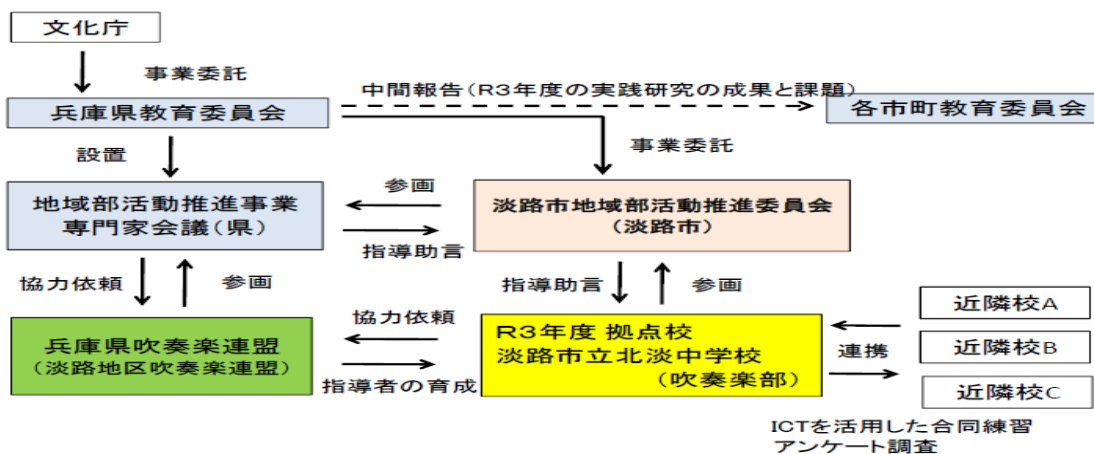 文化庁
事業委託
中間報告(R3年度の実践研究の成果と課題)
兵庫県教育委員会
各市町教育委員会
設置
事業委託
地域部活動推進事業
専門家会議(県)
参画
指導助言
淡路市地域部活動推進委員会
(淡路市)
協力依頼
参画
指導助言
参画
兵庫県吹奏楽連盟
(淡路地区吹奏楽連盟)
協力依頼
指導者の育成
R3年度 拠点校
淡路市立北淡中学校
(吹奏楽部)
連携
近隣校A
近隣校B
近隣校C
ICTを活用した合同練習
アンケート調査